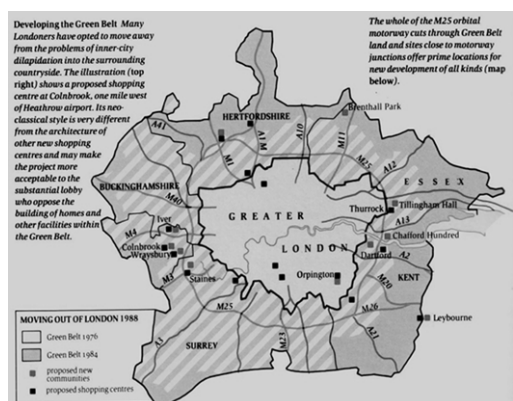 Developing the Green Belt Many
Londoners have opted to move away
from the problems of inner-city
dilapidation into the surrounding
countryside. The illustration (top
right) shows a proposed shopping
centre at Colnbrook, one mile west
of Heathrow airport. Its neo-
classical style is very different
from the architecture of
other new shopping
centres and may make
the project more
acceptable to the
substantial lobby
who oppose the
building of homes and
other facilities within
the Green Belt.
The whole of the M25 orbital
motorway cuts through Green Belt
land and sites close to motorway
junctions offer prime locations
for new development of all kinds (map
below).
Brenthall Park
HERTFORDSHIRE
A41
A1M
A10
M11
M1
M25
A12
ESSEX
BUCKINGHAMSHIRE
M40
GREATER
Thurrock
Tillingham Hall
A13
Iver
M4
Chafford Hundred
LONDON
Colnbrook
Wraysbury
Dartford
A2
M3
Staines
Orpington
KENT
M20
M25
M26
Leybourne
A3
SURREY
M23
A21
MOVING OUT OF LONDON 1988
Green Belt 1976
Green Belt 1984
proposed new
communities
proposed shopping centres